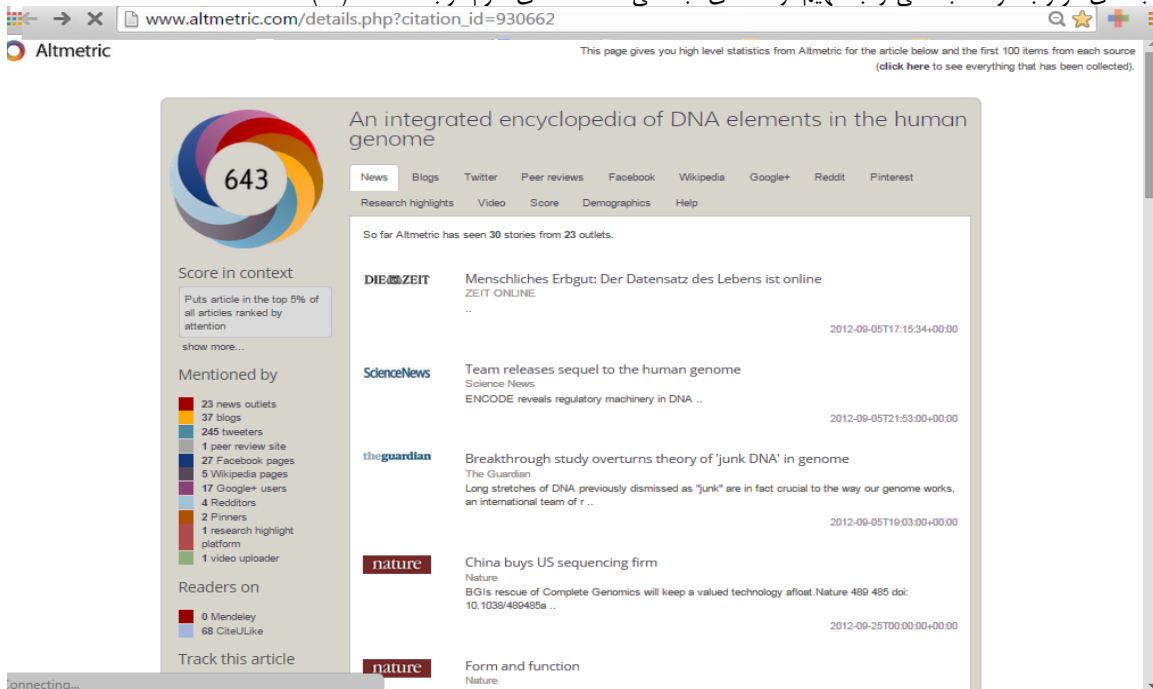 www.altmetric.com/details.php?citation_id=930662
Altmetric
This page gives you high level statistics from Altmetric for the article below and the first 100 items from each source
(click here to see everything that has been collected).
643
An integrated encyclopedia of DNA elements in the human
genome
News Blogs Twitter Peer reviews Facebook Wikipedia Google+ Reddit Pinterest
Research highlights Video Score Demographics Help
So far Altmetric has seen 30 stories from 23 outlets.
Score in context
Puts article in the top 5% of
all articles ranked by
attention
show more...
Mentioned by
23 news outlets
37 blogs
245 tweeters
1 peer review site
27 Facebook pages
5 Wikipedia pages
17 Google+ users
4 Redditors
2 Pinners
1 research highlight
platform
1 video uploader
Readers on
0 Mendeley
68 CiteULike
Track this article
DIE ZEIT
Menschliches Erbgut: Der Datensatz des Lebens ist online
ZEIT ONLINE
..
2012-09-05T17:15:34+00:00
ScienceNews
Team releases sequel to the human genome
Science News
ENCODE reveals regulatory machinery in DNA ..
2012-09-05T21:53:00+00:00
theguardian
Breakthrough study overturns theory of 'junk DNA' in genome
The Guardian
Long stretches of DNA previously dismissed as "junk" are in fact crucial to the way our genome works,
an international team of r ..
2012-09-05T19:03:00+00:00
nature
China buys US sequencing firm
Nature
BGIs rescue of Complete Genomics will keep a valued technology afloat.Nature 489 485 doi:
10.1038/489485a ..
2012-09-25T00:00:00+00:00
nature
Form and function
Nature
Connecting...